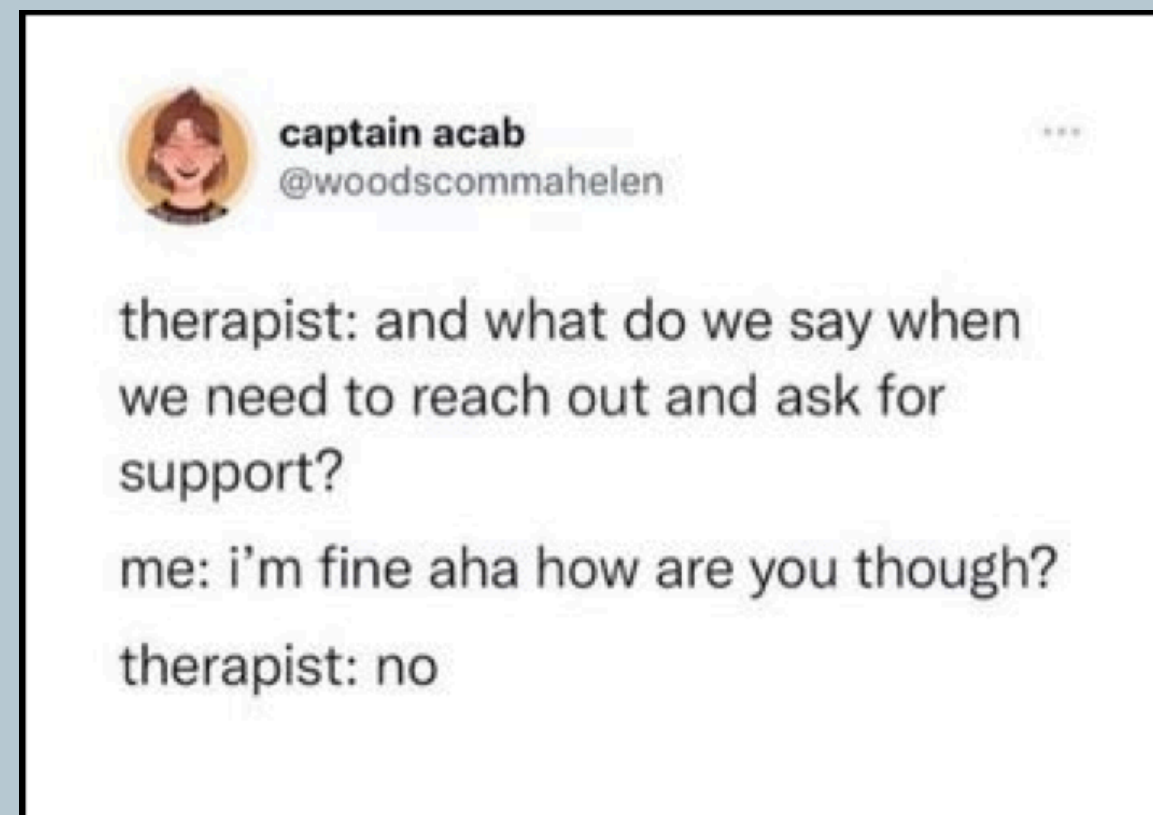 captain acab
@woodscommahelen
therapist: and what do we say when
we need to reach out and ask for
support?
me: i'm fine aha how are you though?
therapist: no